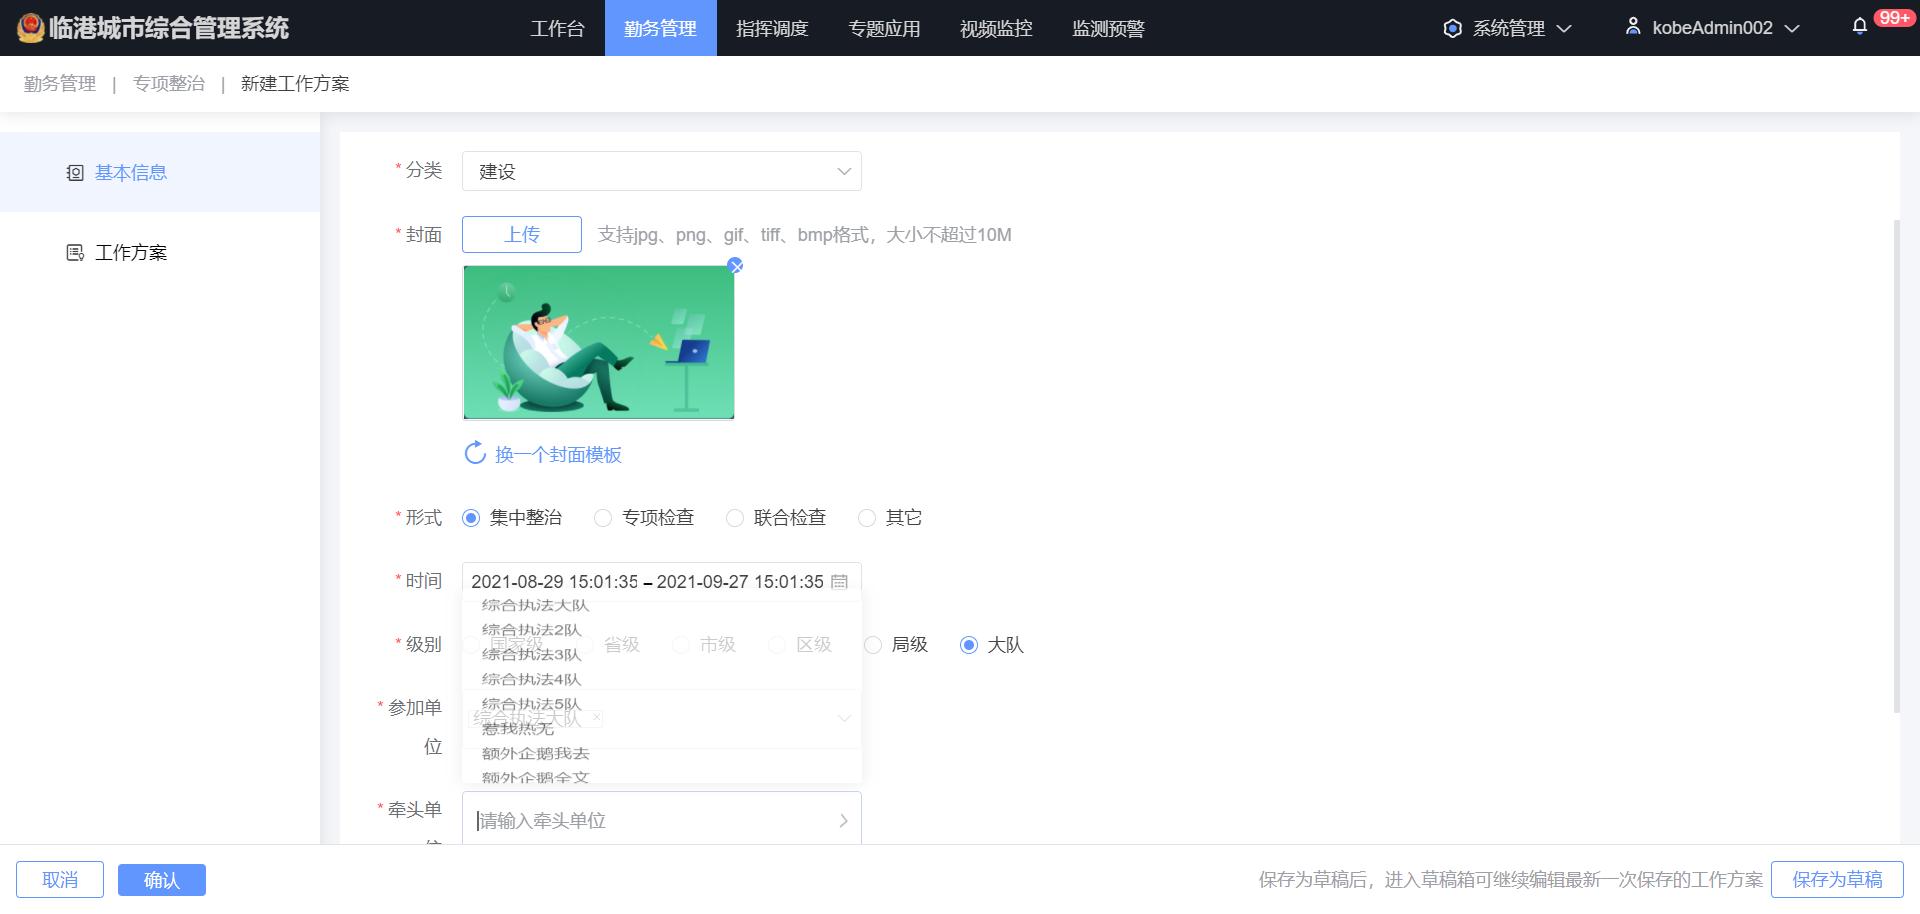 临港城市综合管理系统 工作台 勤务管理 指挥调度 专题应用 视频监控 监测预警 系统管理 kobeAdmin002 99+
勤务管理 | 专项整治 | 新建工作方案
基本信息
工作方案
* 分类 建设
* 封面 上传 支持jpg、png、gif、tiff、bmp格式，大小不超过10M
换一个封面模板
* 形式 集中整治 专项检查 联合检查 其它
* 时间 2021-08-29 15:01:35 – 2021-09-27 15:01:35
综合执法大队
综合执法2队
* 级别 国家级 省级 市级 区级 局级 大队
综合执法3队
综合执法4队
综合执法5队
* 参加单位 综合执法大队 ×
惹我热无
额外企鹅我去
额外企鹅全文
* 牵头单位 请输入牵头单位
取消 确认 保存为草稿后，进入草稿箱可继续编辑最新一次保存的工作方案 保存为草稿